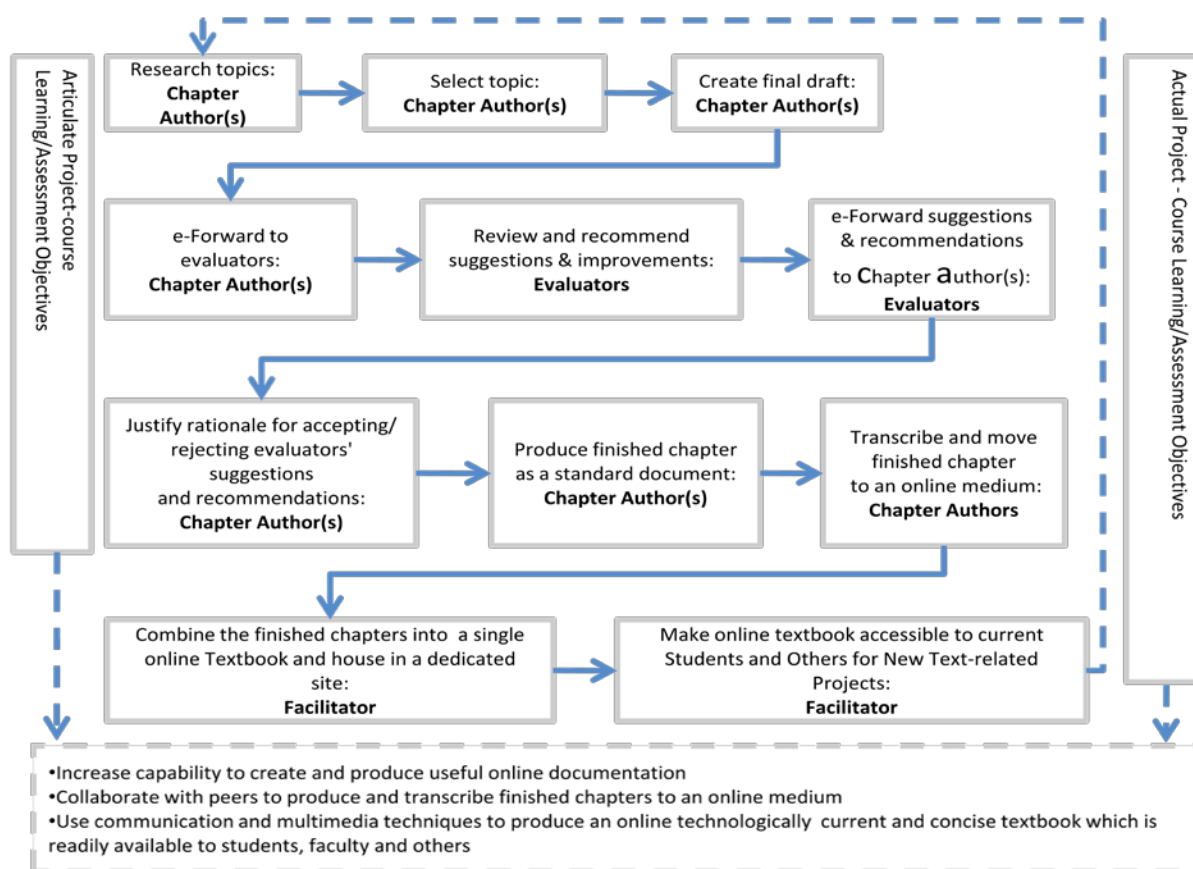 Articulate Project-course
Learning/Assessment Objectives
Research topics:
Chapter
Author(s)
Select topic:
Chapter Author(s)
Create final draft:
Chapter Author(s)
e-Forward to
evaluators:
Chapter Author(s)
Review and recommend
suggestions & improvements:
Evaluators
e-Forward suggestions
& recommendations
to Chapter author(s):
Evaluators
Justify rationale for accepting/
rejecting evaluators'
suggestions
and recommendations:
Chapter Author(s)
Produce finished chapter
as a standard document:
Chapter Author(s)
Transcribe and move
finished chapter
to an online medium:
Chapter Authors
Combine the finished chapters into a single
online Textbook and house in a dedicated
site:
Facilitator
Make online textbook accessible to current
Students and Others for New Text-related
Projects:
Facilitator
Actual Project - Course Learning/Assessment Objectives
•Increase capability to create and produce useful online documentation
•Collaborate with peers to produce and transcribe finished chapters to an online medium
•Use communication and multimedia techniques to produce an online technologically current and concise textbook which is
readily available to students, faculty and others